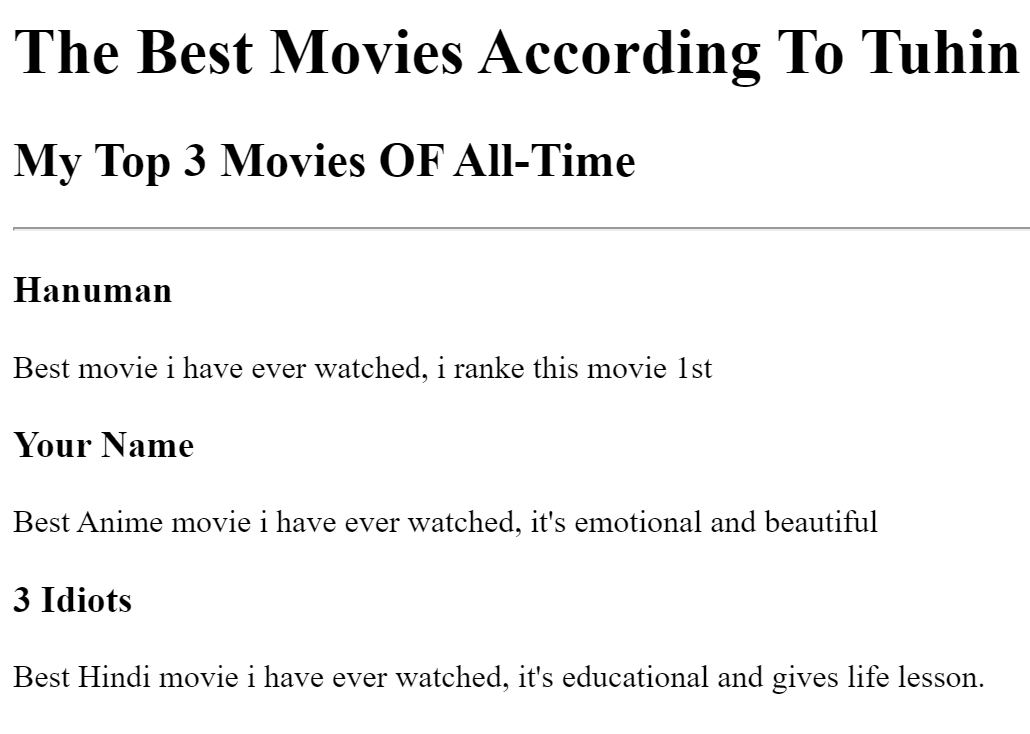 The Best Movies According To Tuhin
My Top 3 Movies OF All-Time
Hanuman
Best movie i have ever watched, i ranke this movie 1st
Your Name
Best Anime movie i have ever watched, it's emotional and beautiful
3 Idiots
Best Hindi movie i have ever watched, it's educational and gives life lesson.